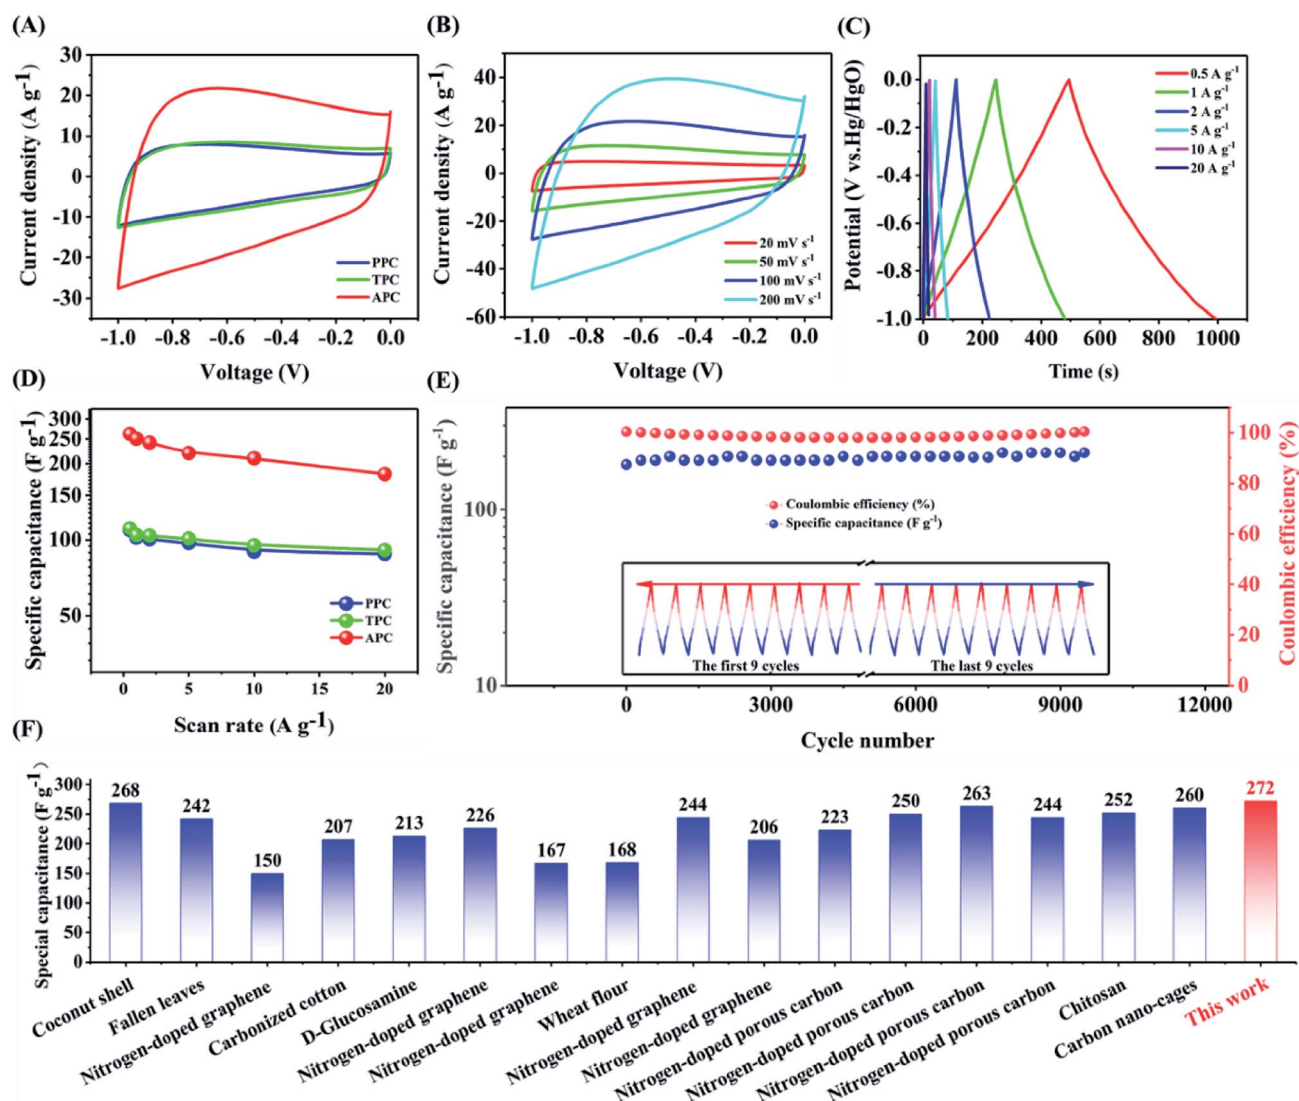 (A)
Current density (A g-1)
30
20
10
0
-10
-20
-30
PPC
TPC
APC
-1.0 -0.8 -0.6 -0.4 -0.2 0.0
Voltage (V)
(B)
Current density (A g-1)
40
20
0
-20
-40
-60
20 mV s-1
50 mV s-1
100 mV s-1
200 mV s-1
-1.0 -0.8 -0.6 -0.4 -0.2 0.0
Voltage (V)
(C)
Potential (V vs.Hg/HgO)
0.0
-0.2
-0.4
-0.6
-0.8
-1.0
0.5 A g-1
1 A g-1
2 A g-1
5 A g-1
10 A g-1
20 A g-1
0 200 400 600 800 1000
Time (s)
(D)
Specific capacitance (F g-1)
300
250
200
150
100
50
PPC
TPC
APC
0 5 10 15 20
Scan rate (A g-1)
(E)
Specific capacitance (F g-1)
100
10
Coulombic efficiency (%)
Specific capacitance (F g-1)
The first 9 cycles
The last 9 cycles
100
80
60
40
20
0
Coulombic efficiency (%)
0 3000 6000 9000 12000
Cycle number
(F)
Special capacitance (F g-1)
300
250
200
150
100
50
0
268
242
150
207
213
226
167
168
244
206
223
250
263
244
252
260
272
Coconut shell
Fallen leaves
Nitrogen-doped graphene
Carbonized cotton
D-Glucosamine
Nitrogen-doped graphene
Nitrogen-doped graphene
Wheat flour
Nitrogen-doped graphene
Nitrogen-doped graphene
Nitrogen-doped porous carbon
Nitrogen-doped porous carbon
Nitrogen-doped porous carbon
Nitrogen-doped porous carbon
Chitosan
Carbon nano-cages
This work